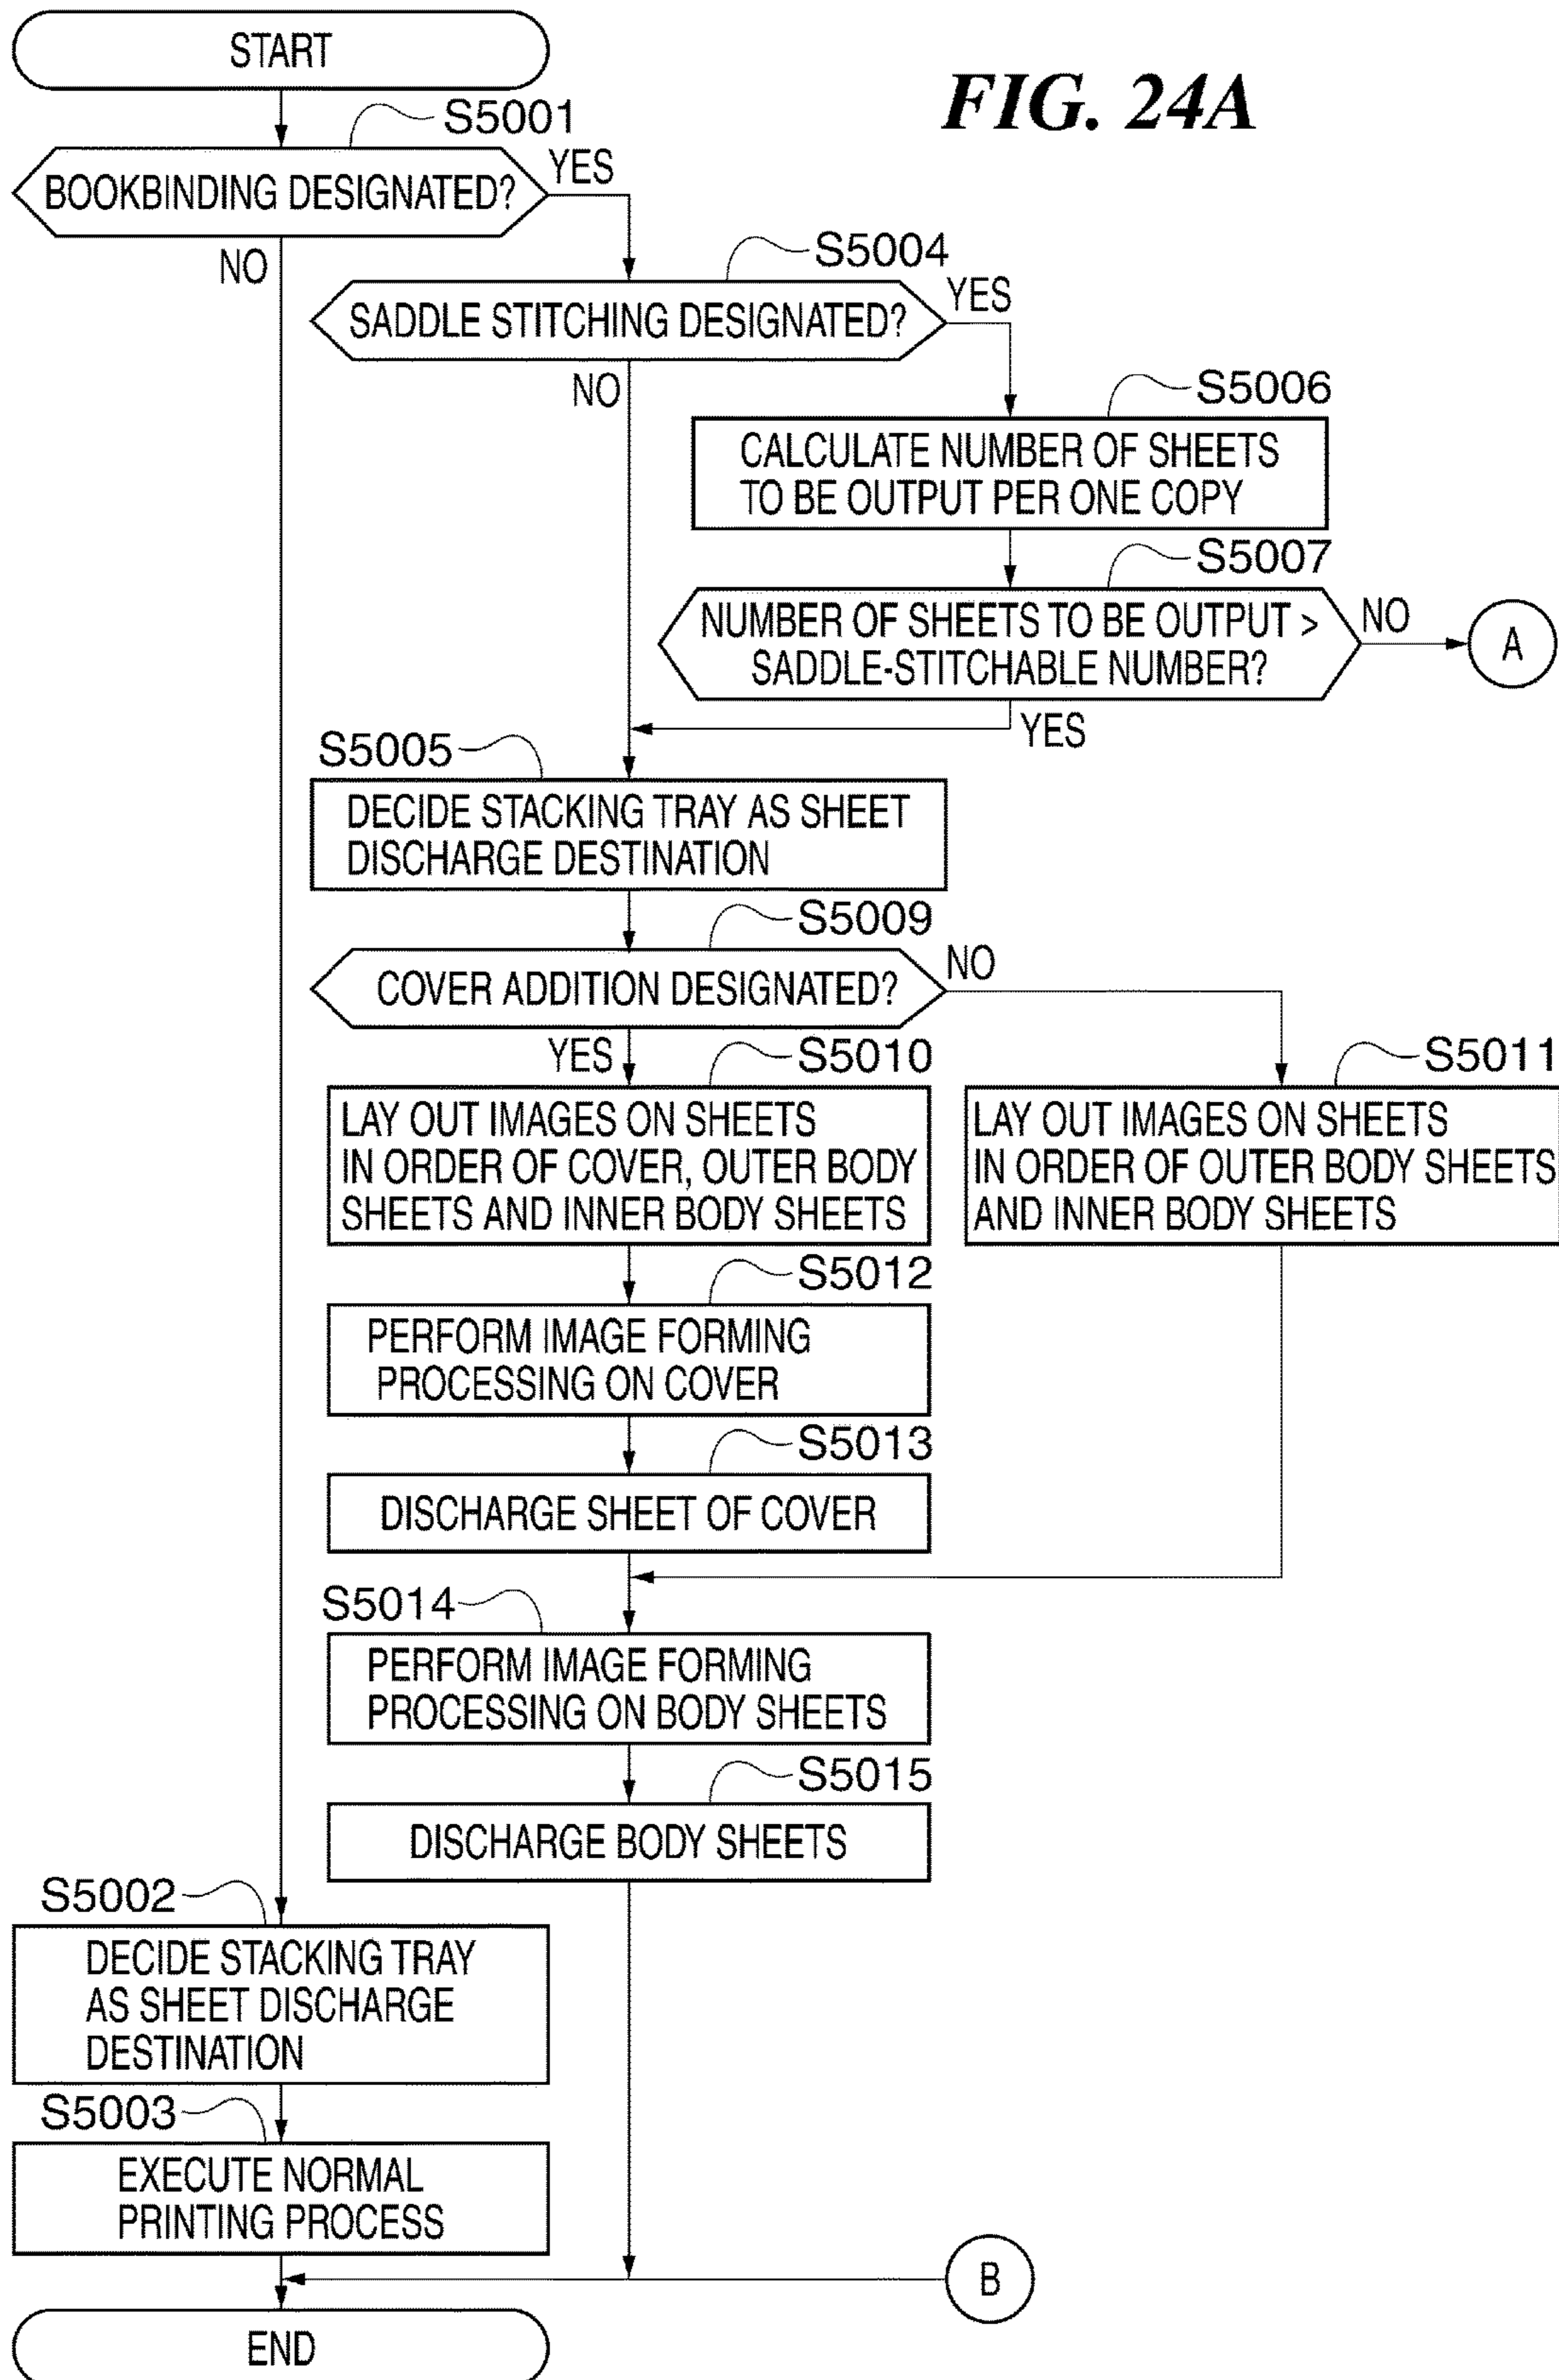 START
FIG. 24A
S5001
BOOKBINDING DESIGNATED?
YES
NO
S5004
SADDLE STITCHING DESIGNATED?
YES
NO
S5006
CALCULATE NUMBER OF SHEETS
TO BE OUTPUT PER ONE COPY
S5007
NUMBER OF SHEETS TO BE OUTPUT >
SADDLE-STITCHABLE NUMBER?
NO
A
YES
S5005
DECIDE STACKING TRAY AS SHEET
DISCHARGE DESTINATION
S5009
COVER ADDITION DESIGNATED?
NO
YES
S5010
LAY OUT IMAGES ON SHEETS
IN ORDER OF COVER, OUTER BODY
SHEETS AND INNER BODY SHEETS
S5011
LAY OUT IMAGES ON SHEETS
IN ORDER OF OUTER BODY SHEETS
AND INNER BODY SHEETS
S5012
PERFORM IMAGE FORMING
PROCESSING ON COVER
S5013
DISCHARGE SHEET OF COVER
S5014
PERFORM IMAGE FORMING
PROCESSING ON BODY SHEETS
S5015
DISCHARGE BODY SHEETS
S5002
DECIDE STACKING TRAY
AS SHEET DISCHARGE
DESTINATION
S5003
EXECUTE NORMAL
PRINTING PROCESS
B
END